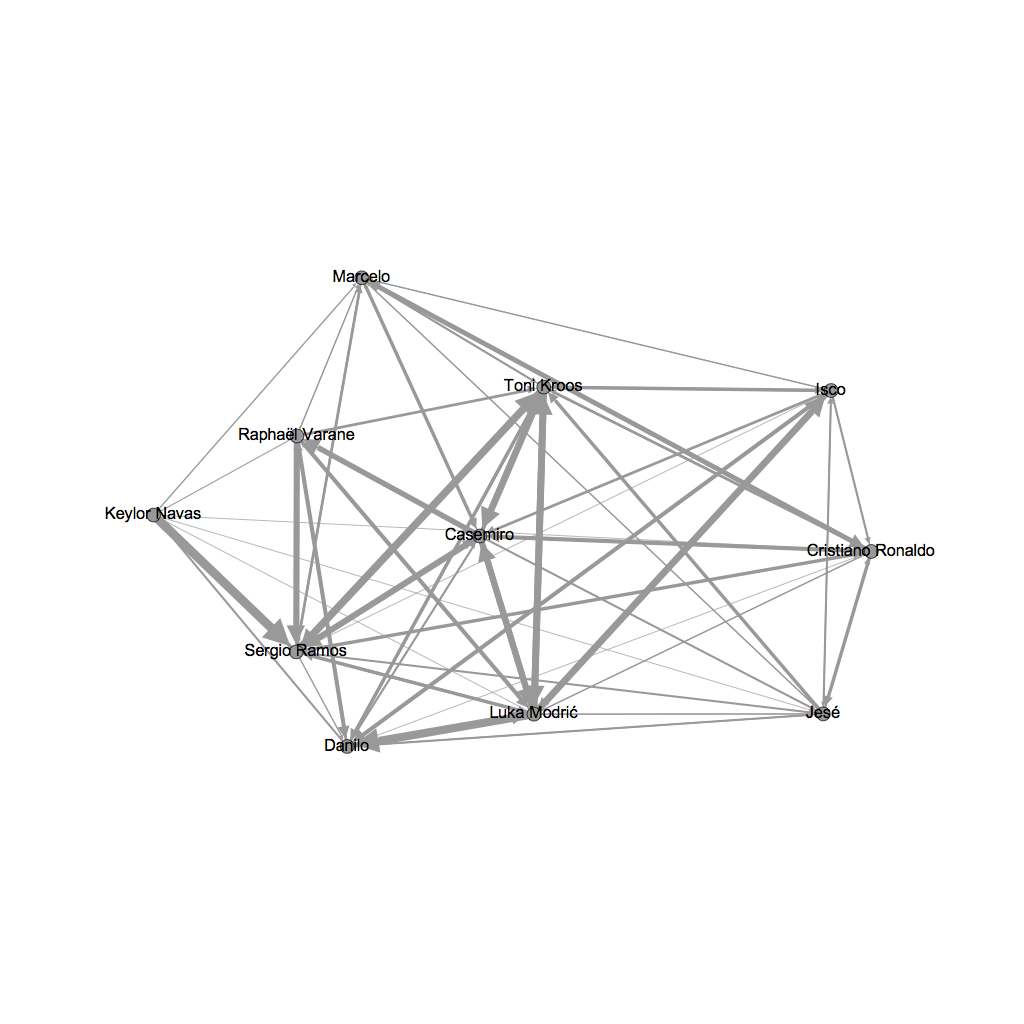 Marcelo
Toni Kroos
Isco
Raphaël Varane
Keylor Navas
Casemiro
Cristiano Ronaldo
Sergio Ramos
Luka Modrić
Jesé
Danilo